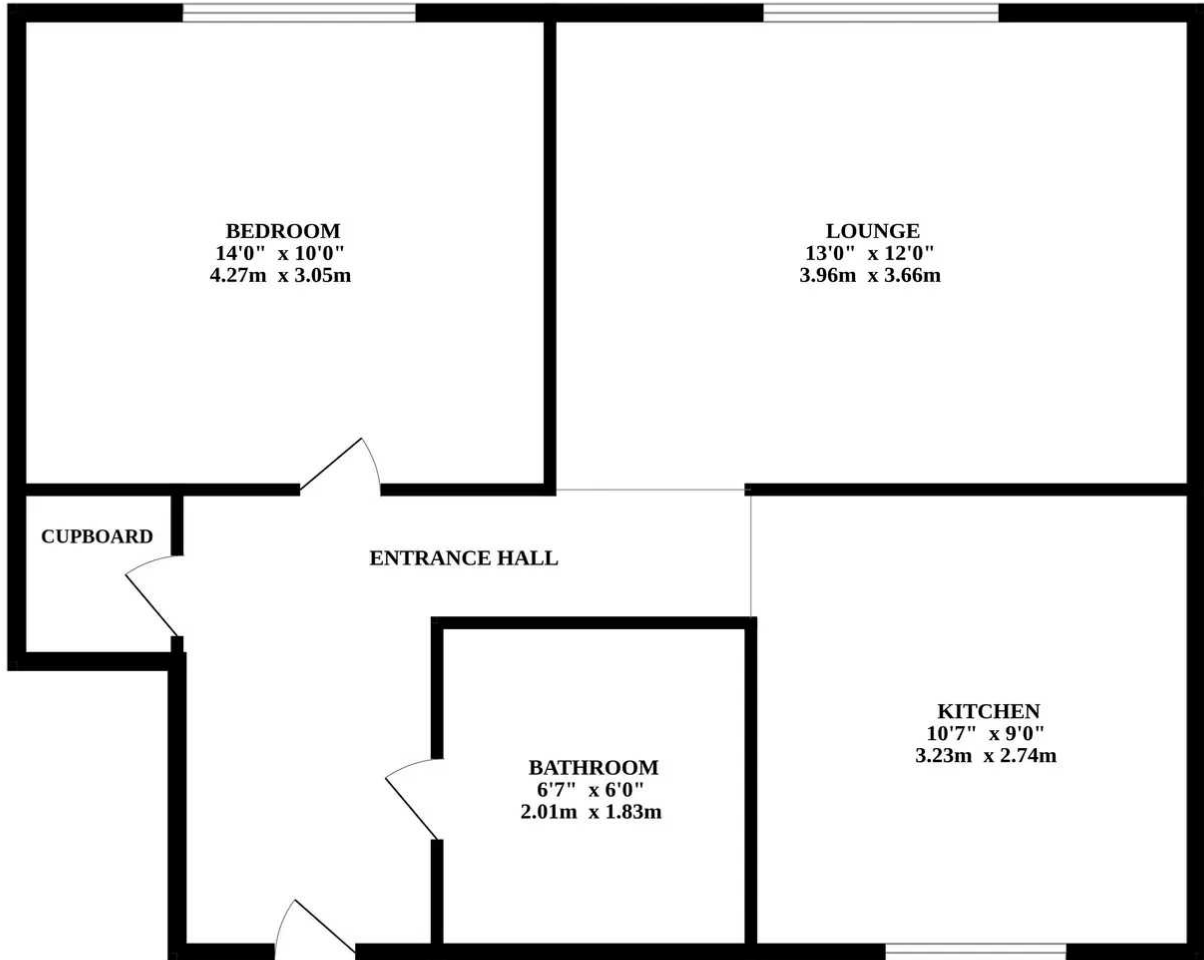 BEDROOM
14'0" x 10'0"
4.27m x 3.05m
LOUNGE
13'0" x 12'0"
3.96m x 3.66m
CUPBOARD
ENTRANCE HALL
KITCHEN
10'7" x 9'0"
3.23m x 2.74m
BATHROOM
6'7" x 6'0"
2.01m x 1.83m